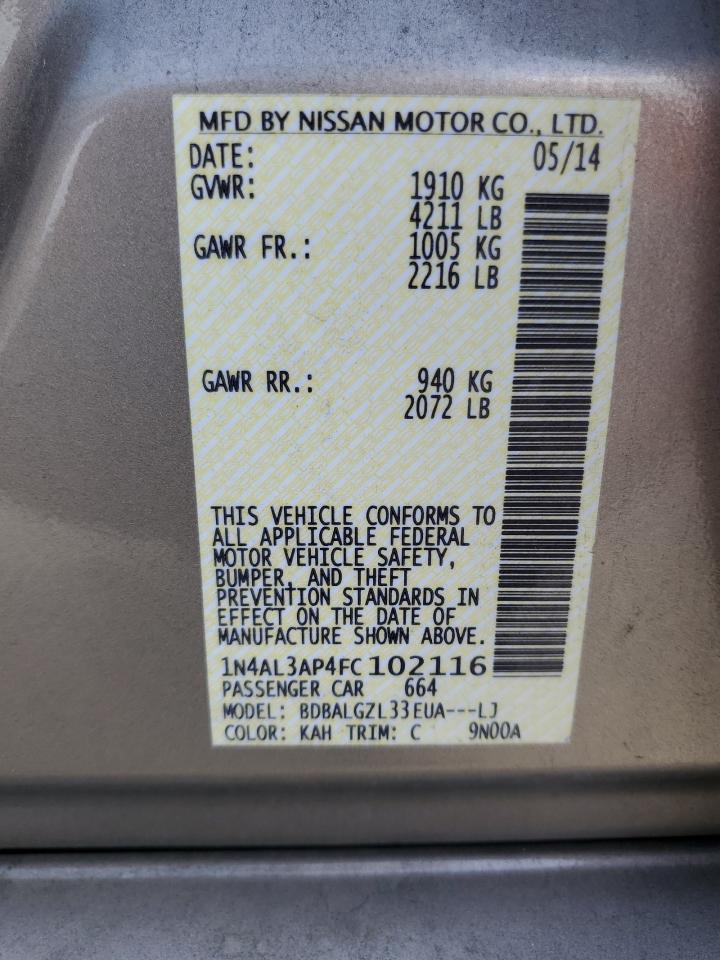 MFD BY NISSAN MOTOR CO., LTD.
DATE: 05/14
GVWR: 1910 KG
4211 LB
GAWR FR.: 1005 KG
2216 LB
GAWR RR.: 940 KG
2072 LB
THIS VEHICLE CONFORMS TO
ALL APPLICABLE FEDERAL
MOTOR VEHICLE SAFETY,
BUMPER, AND THEFT
PREVENTION STANDARDS IN
EFFECT ON THE DATE OF
MANUFACTURE SHOWN ABOVE.
1N4AL3AP4FC102116
PASSENGER CAR 664
MODEL: BDBALGZL33EUA---LJ
COLOR: KAH TRIM: C 9N00A